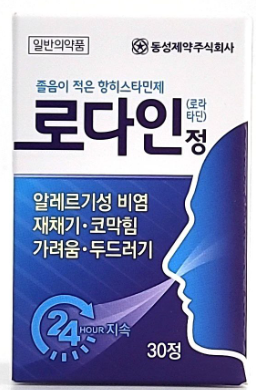 일반의약품
동성제약주식회사
졸음이 적은 항히스타민제
로다인정
(로라
타딘)
알레르기성 비염
재채기·코막힘
가려움·두드러기
24 HOUR 지속
30정